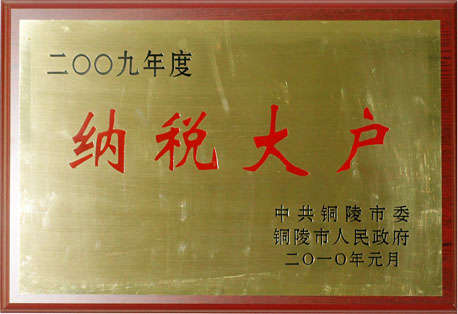 二〇〇九年度
纳税大户
中共铜陵市委
铜陵市人民政府
二〇一〇年元月